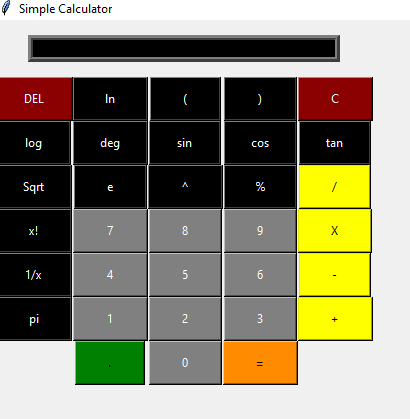 Simple Calculator
DEL ln ( ) C
log deg sin cos tan
Sqrt e ^ % /
x! 7 8 9 X
1/x 4 5 6 -
pi 1 2 3 +
. 0 =